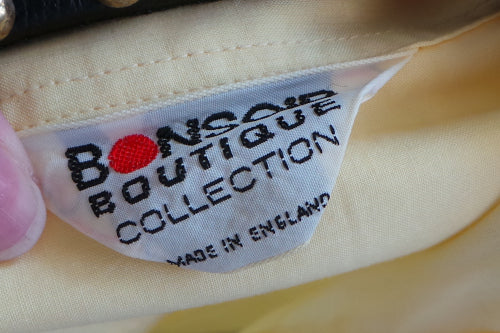 BONSOIR
BOUTIQUE
COLLECTION
MADE IN ENGLAND